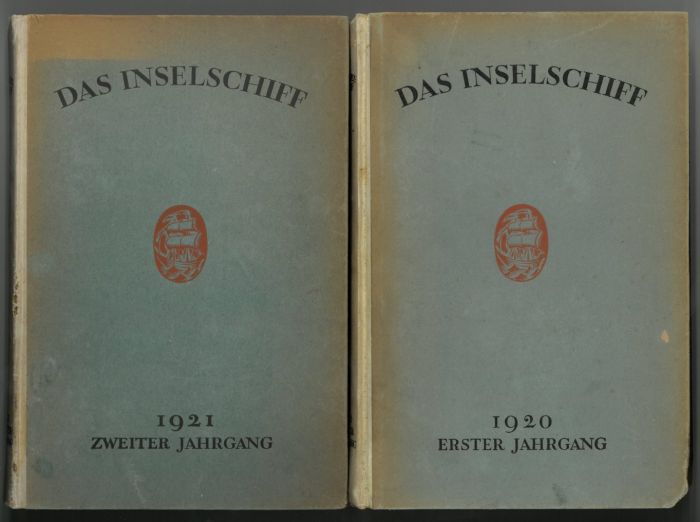 DAS INSELSCHIFF
1921
ZWEITER JAHRGANG
DAS INSELSCHIFF
1920
ERSTER JAHRGANG